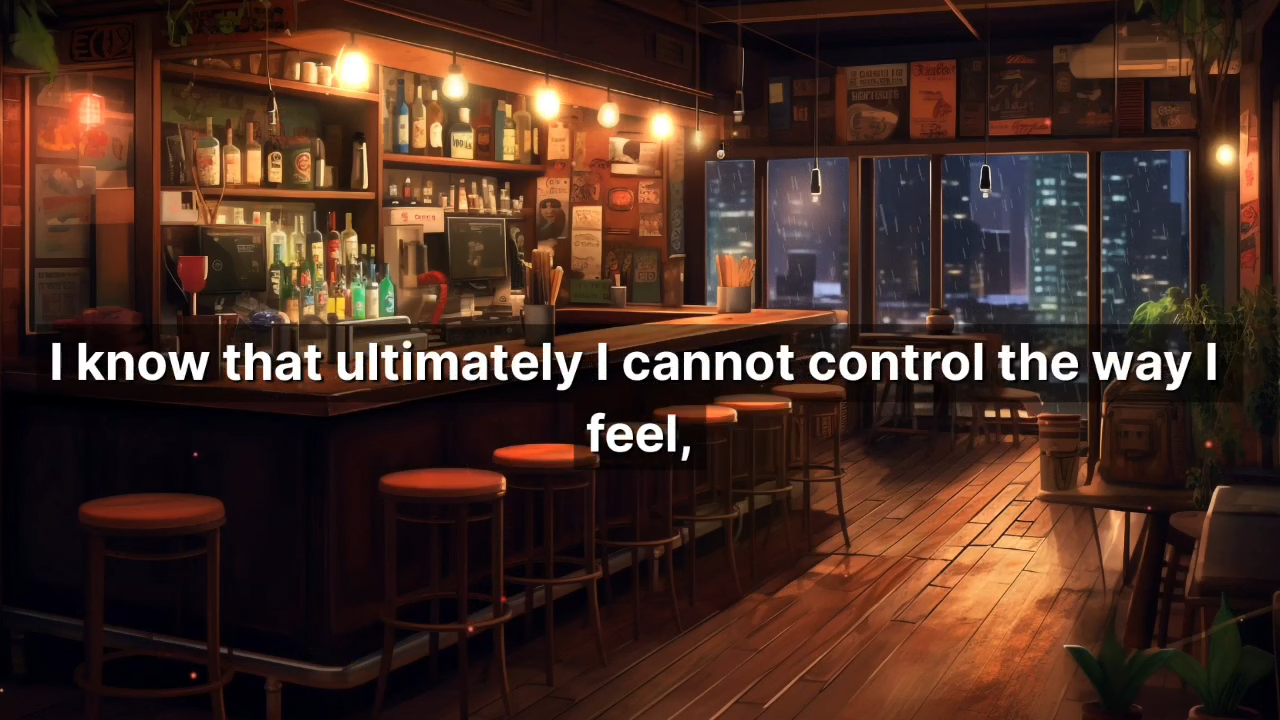 I know that ultimately I cannot control the way I
feel,